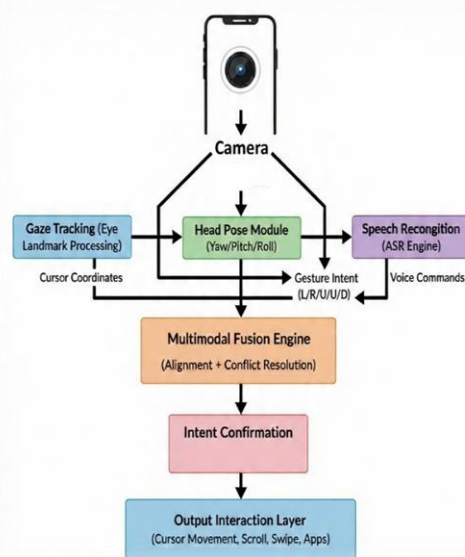 Camera
Gaze Tracking (Eye
Landmark Processing)
Head Pose Module
(Yaw/Pitch/Roll)
Speech Recongition
(ASR Engine)
Cursor Coordinates
Gesture Intent
(L/R/U/U/D)
Voice Commands
Multimodal Fusion Engine
(Alignment + Conflict Resolution)
Intent Confirmation
Output Interaction Layer
(Cursor Movement, Scroll, Swipe, Apps)